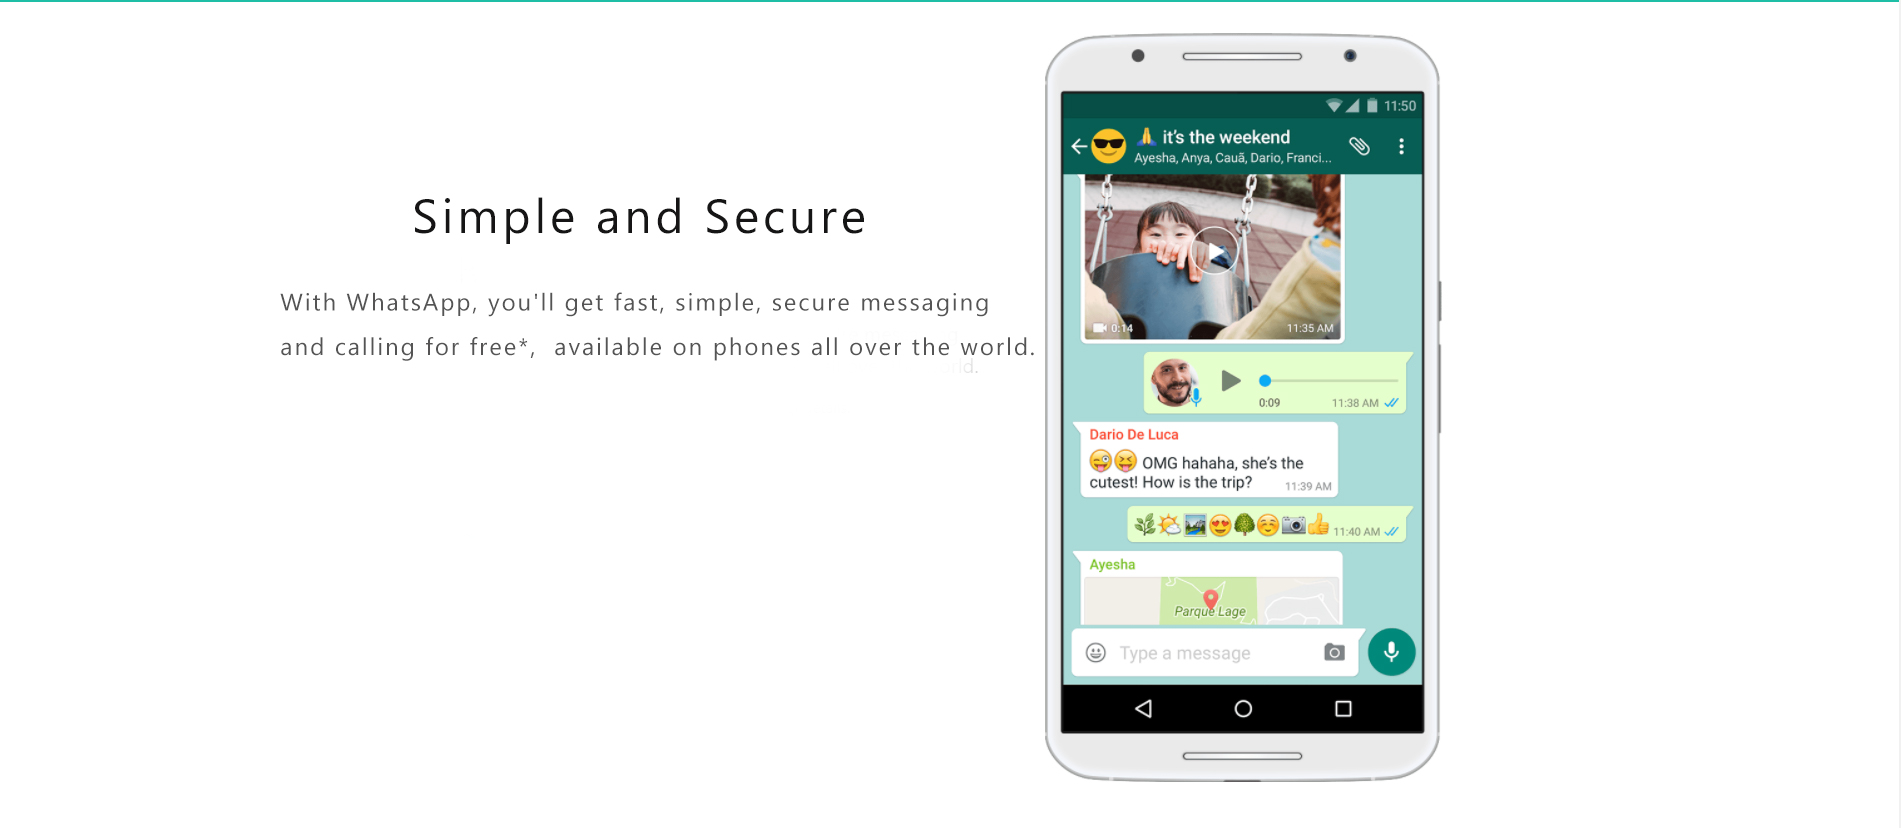 Simple and Secure
With WhatsApp, you'll get fast, simple, secure messaging
and calling for free*, available on phones all over the world.
11:50
🙏 it's the weekend
Ayesha, Anya, Cauã, Dario, Franci...
0:14 11:35 AM
0:09 11:38 AM
Dario De Luca
😜😝 OMG hahaha, she's the
cutest! How is the trip? 11:39 AM
🌿🌤🏞😍🌳☺📷👍 11:40 AM
Ayesha
Parque Lage
Type a message